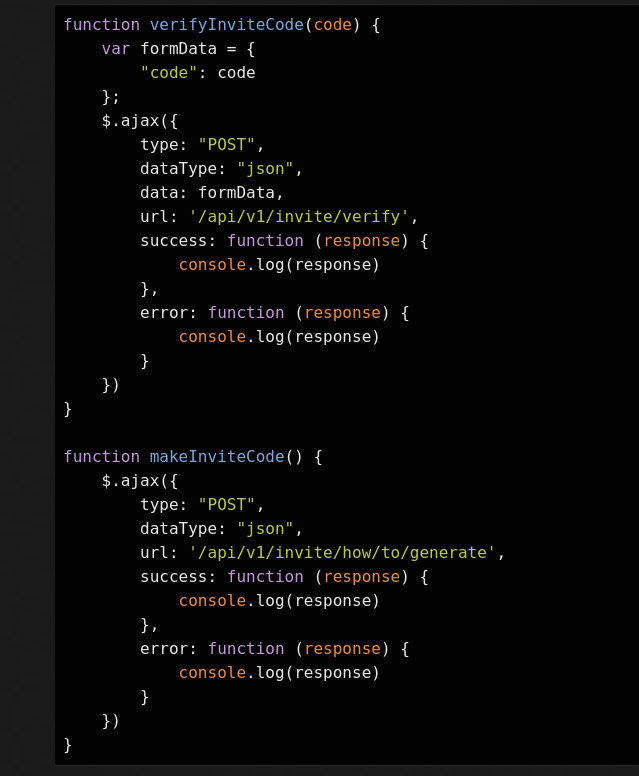 function verifyInviteCode(code) {
    var formData = {
        "code": code
    };
    $.ajax({
        type: "POST",
        dataType: "json",
        data: formData,
        url: '/api/v1/invite/verify',
        success: function (response) {
            console.log(response)
        },
        error: function (response) {
            console.log(response)
        }
    })
}

function makeInviteCode() {
    $.ajax({
        type: "POST",
        dataType: "json",
        url: '/api/v1/invite/how/to/generate',
        success: function (response) {
            console.log(response)
        },
        error: function (response) {
            console.log(response)
        }
    })
}